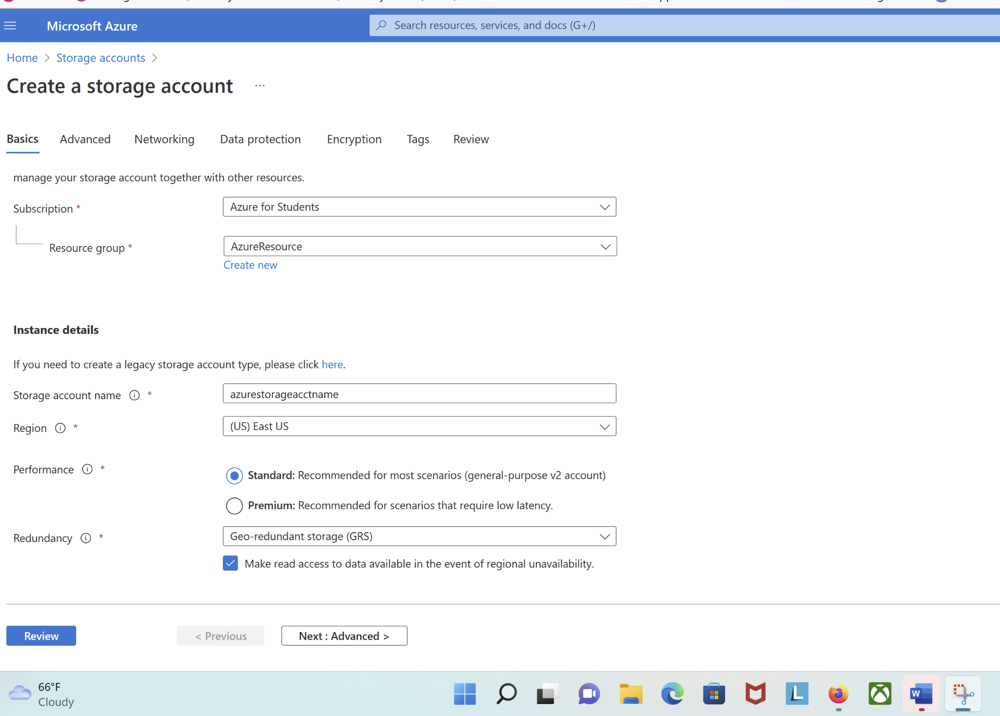 Microsoft Azure
Search resources, services, and docs (G+/)
Home > Storage accounts >
Create a storage account ...
Basics Advanced Networking Data protection Encryption Tags Review
manage your storage account together with other resources.
Subscription * Azure for Students
Resource group * AzureResource
Create new
Instance details
If you need to create a legacy storage account type, please click here.
Storage account name * azurestorageacctname
Region * (US) East US
Performance *
Standard: Recommended for most scenarios (general-purpose v2 account)
Premium: Recommended for scenarios that require low latency.
Redundancy * Geo-redundant storage (GRS)
Make read access to data available in the event of regional unavailability.
Review < Previous Next : Advanced >
66°F
Cloudy
L
W